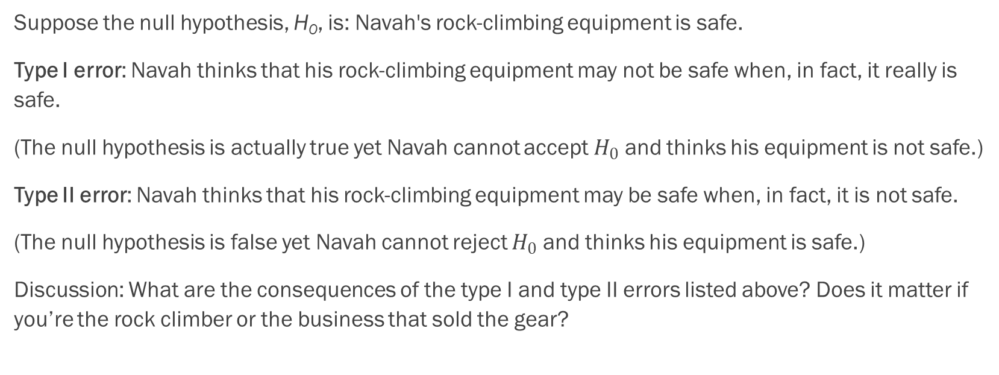 Suppose the null hypothesis, H₀, is: Navah's rock-climbing equipment is safe.
Type I error: Navah thinks that his rock-climbing equipment may not be safe when, in fact, it really is
safe.
(The null hypothesis is actually true yet Navah cannot accept H₀ and thinks his equipment is not safe.)
Type II error: Navah thinks that his rock-climbing equipment may be safe when, in fact, it is not safe.
(The null hypothesis is false yet Navah cannot reject H₀ and thinks his equipment is safe.)
Discussion: What are the consequences of the type I and type II errors listed above? Does it matter if
you’re the rock climber or the business that sold the gear?